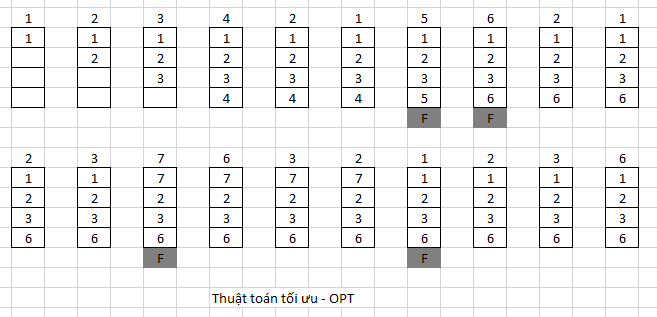 1 2 3 4 2 1 5 6 2 1
1 1 1 1 1 1 1 1 1 1
2 2 2 2 2 2 2 2 2
3 3 3 3 3 3 3 3
4 4 4 5 6 6 6
F F
2 3 7 6 3 2 1 2 3 6
1 1 7 7 7 7 1 1 1 1
2 2 2 2 2 2 2 2 2 2
3 3 3 3 3 3 3 3 3 3
6 6 6 6 6 6 6 6 6 6
F F
Thuật toán tối ưu - OPT